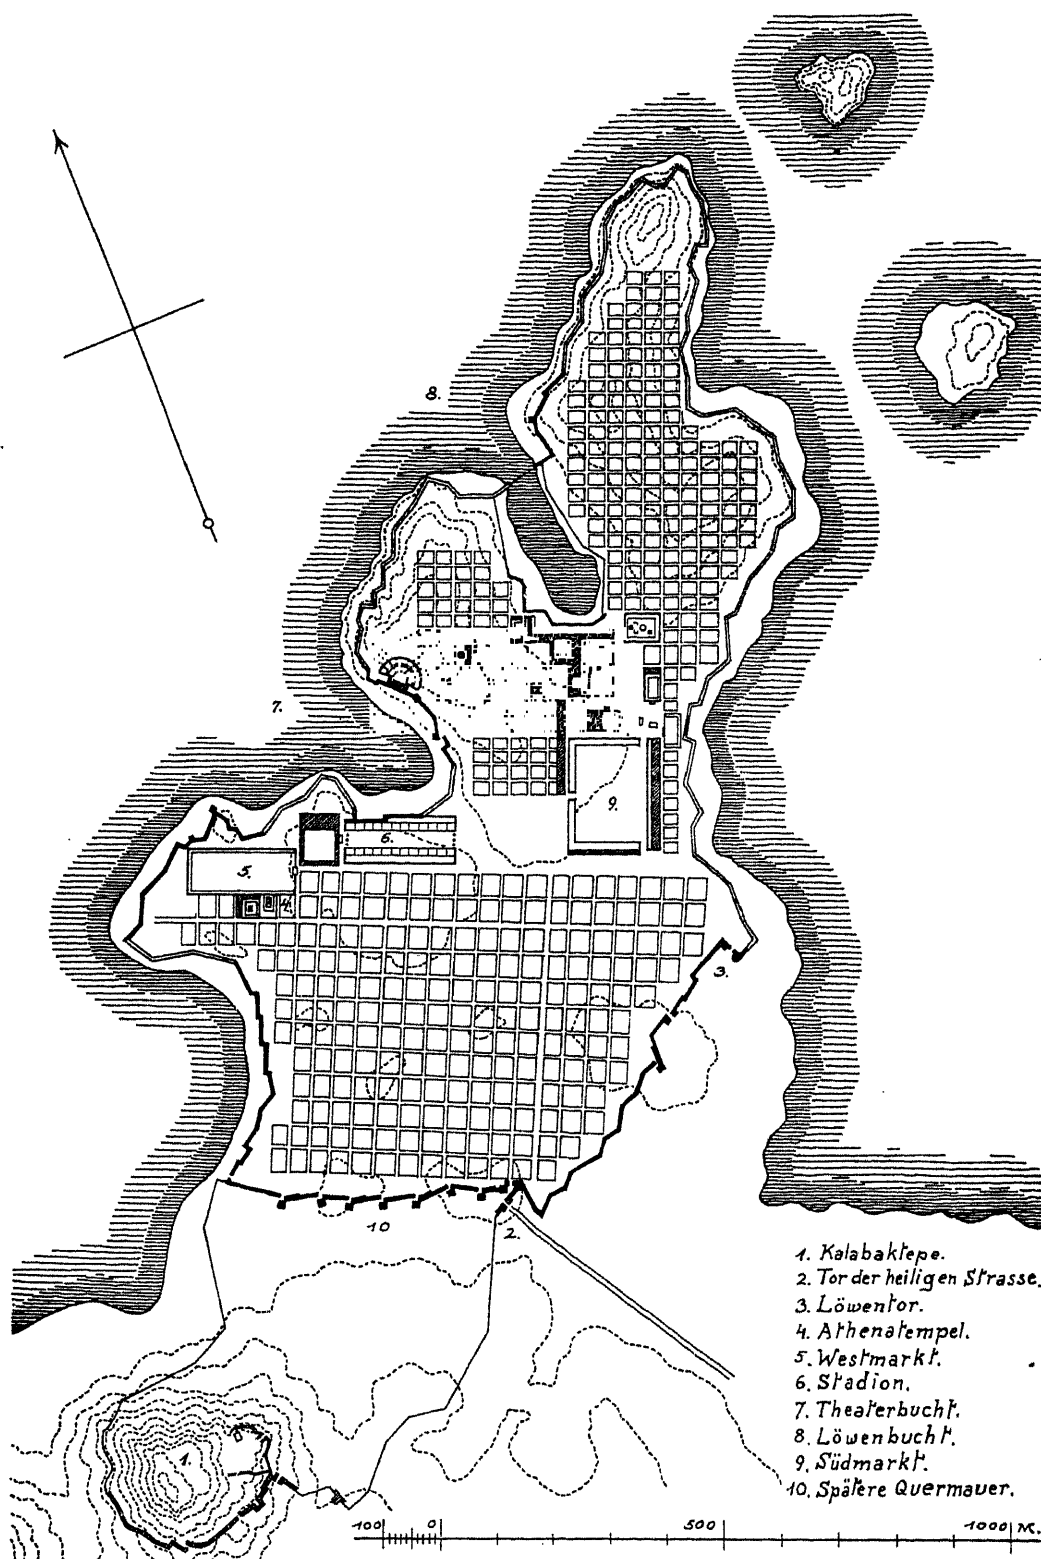 8.
7.
6.
9.
5.
4.
3.
10
2.
1.
1. Kalabaktepe.
2. Tor der heiligen Strasse.
3. Löwentor.
4. Athenatempel.
5. Westmarkt.
6. Stadion.
7. Theaterbucht.
8. Löwenbucht.
9. Südmarkt.
10. Spätere Quermauer.
100 0 500 1000 M.